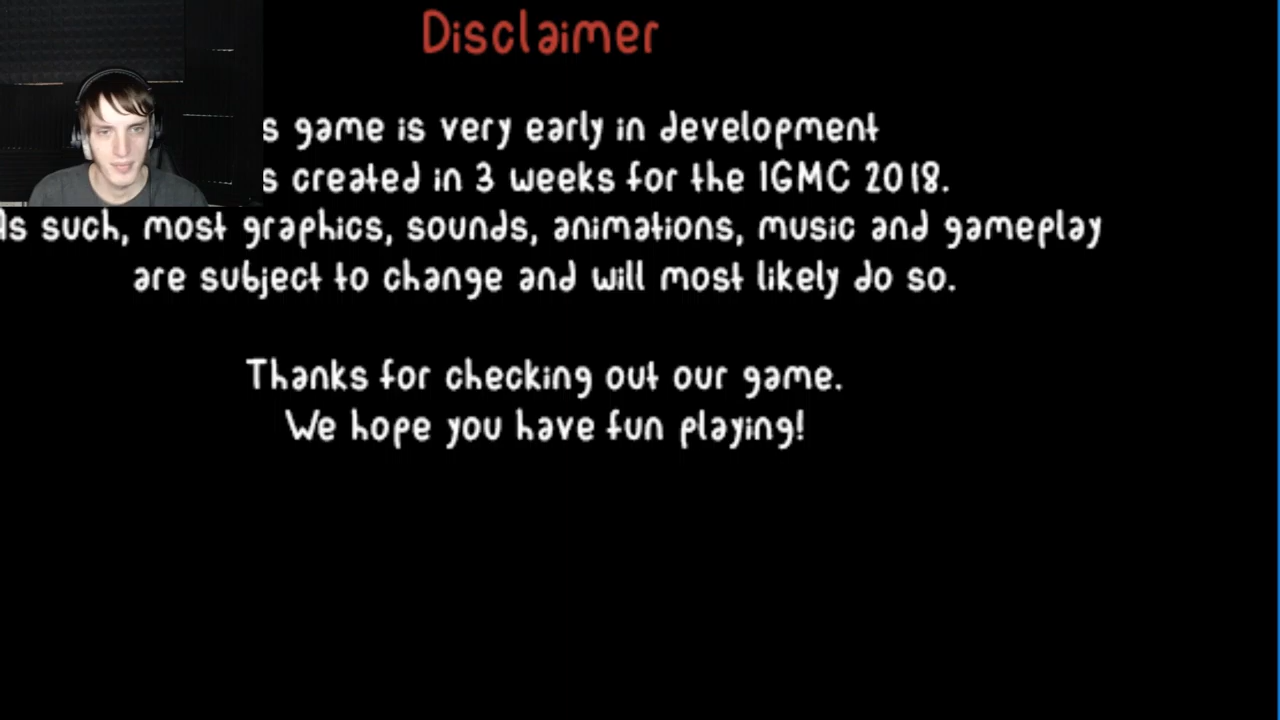 Disclaimer
s game is very early in development
s created in 3 weeks for the IGMC 2018.
As such, most graphics, sounds, animations, music and gameplay
are subject to change and will most likely do so.
Thanks for checking out our game.
We hope you have fun playing!